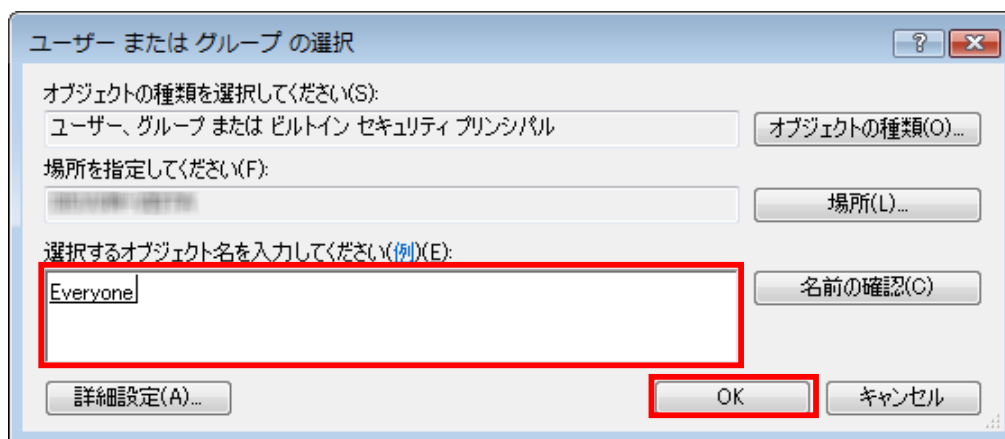 ユーザー または グループ の選択
オブジェクトの種類を選択してください(S):
ユーザー、グループ または ビルトイン セキュリティ プリンシパル
オブジェクトの種類(O)...
場所を指定してください(F):
場所(L)...
選択するオブジェクト名を入力してください(例)(E):
Everyone
名前の確認(C)
詳細設定(A)...
OK
キャンセル